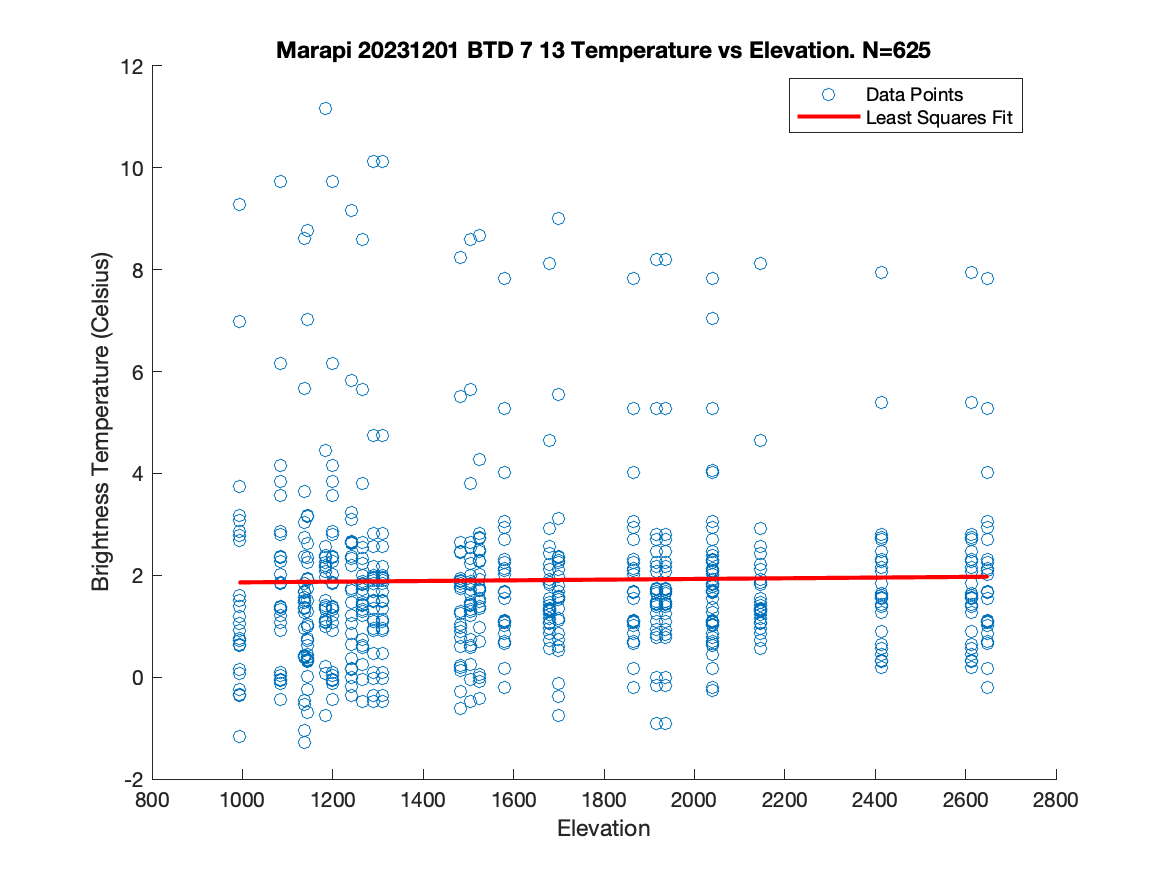 Marapi 20231201 BTD 7 13 Temperature vs Elevation. N=625
Data Points
Least Squares Fit
Brightness Temperature (Celsius)
12
10
8
6
4
2
0
-2
800 1000 1200 1400 1600 1800 2000 2200 2400 2600 2800
Elevation